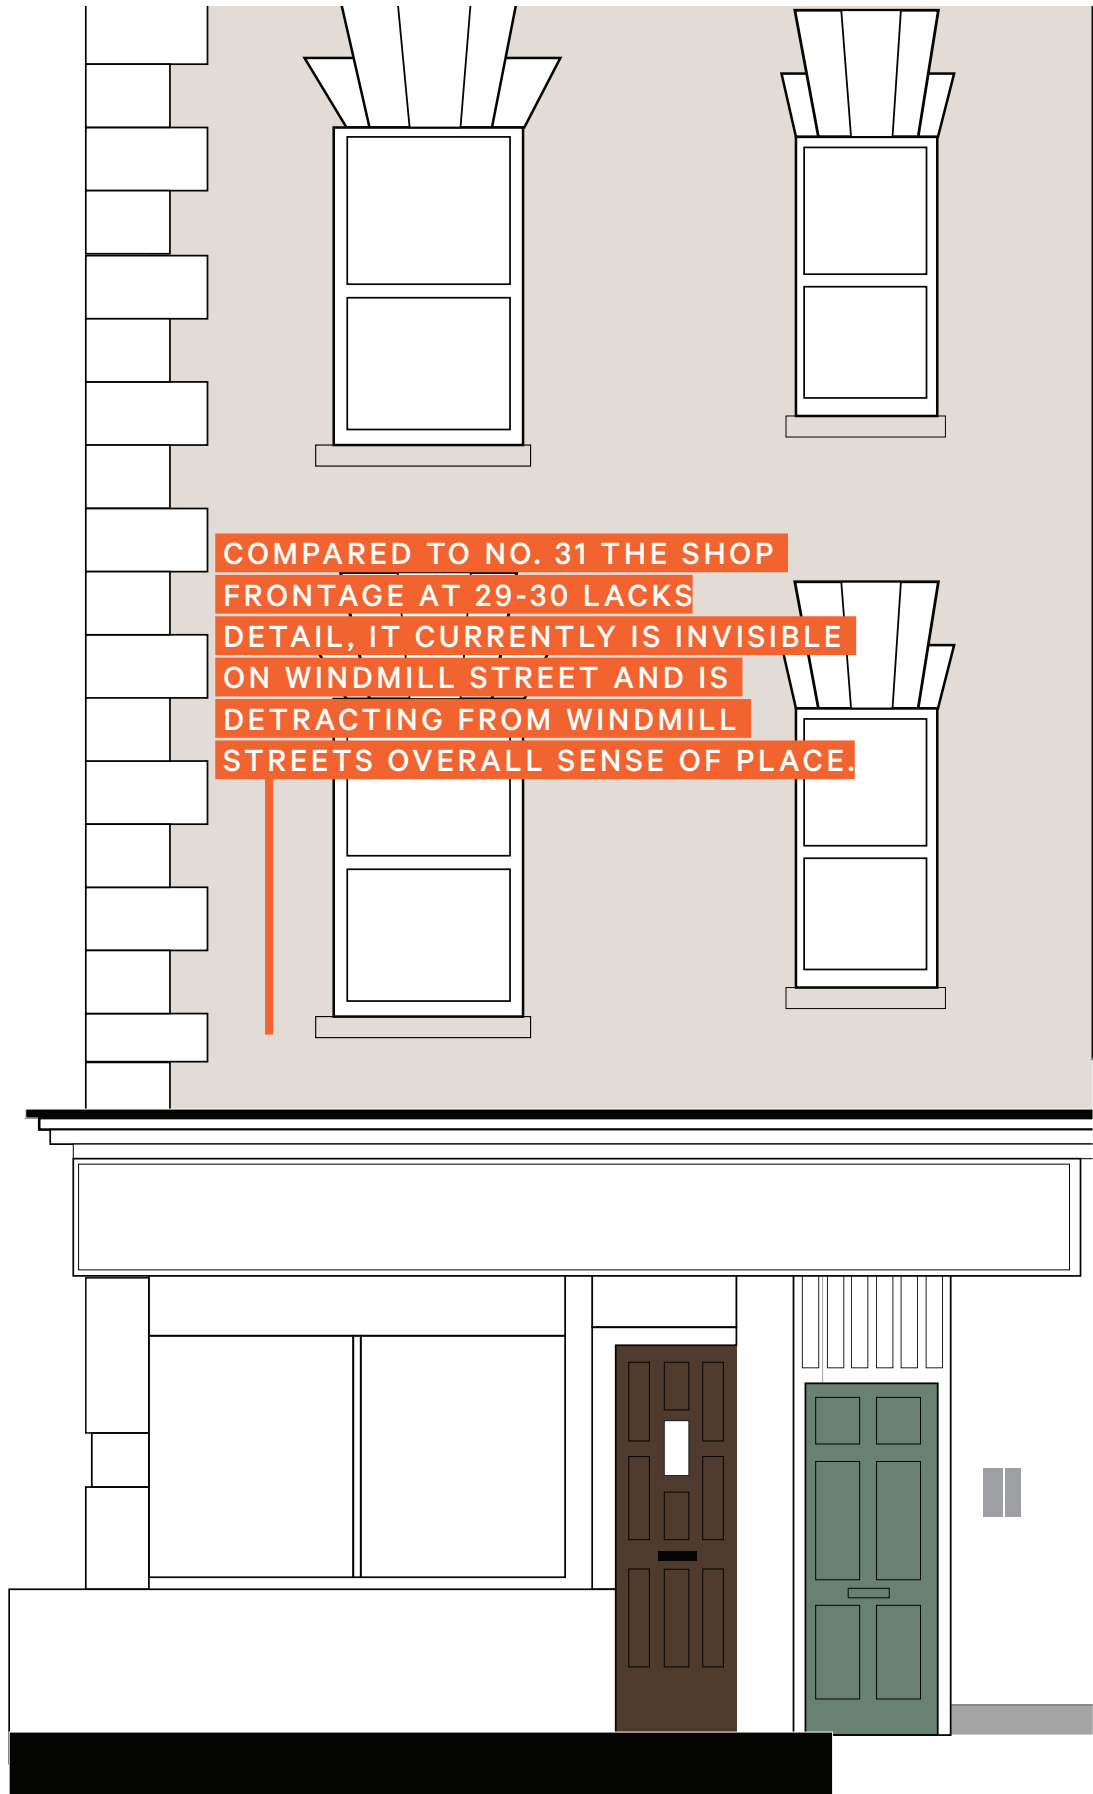 COMPARED TO NO. 31 THE SHOP
FRONTAGE AT 29-30 LACKS
DETAIL, IT CURRENTLY IS INVISIBLE
ON WINDMILL STREET AND IS
DETRACTING FROM WINDMILL
STREETS OVERALL SENSE OF PLACE.